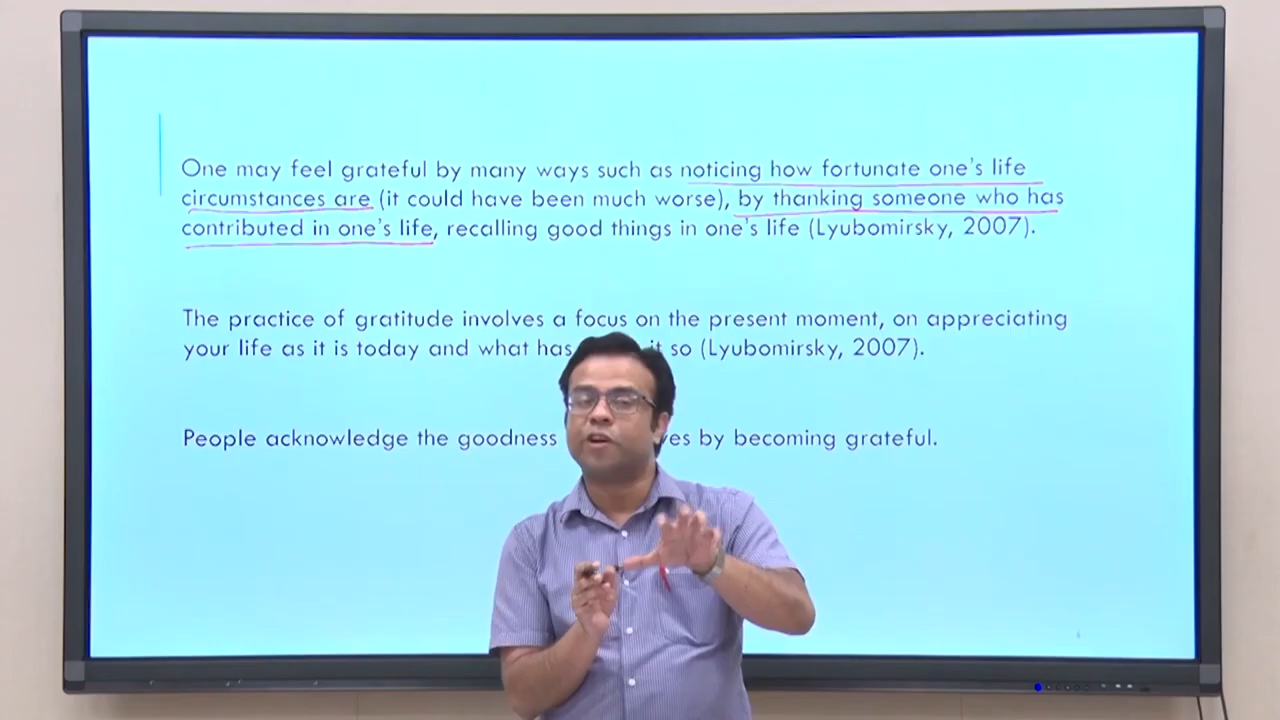 One may feel grateful by many ways such as noticing how fortunate one's life
circumstances are (it could have been much worse), by thanking someone who has
contributed in one's life, recalling good things in one's life (Lyubomirsky, 2007).
The practice of gratitude involves a focus on the present moment, on appreciating
your life as it is today and what has it so (Lyubomirsky, 2007).
People acknowledge the goodness by becoming grateful.